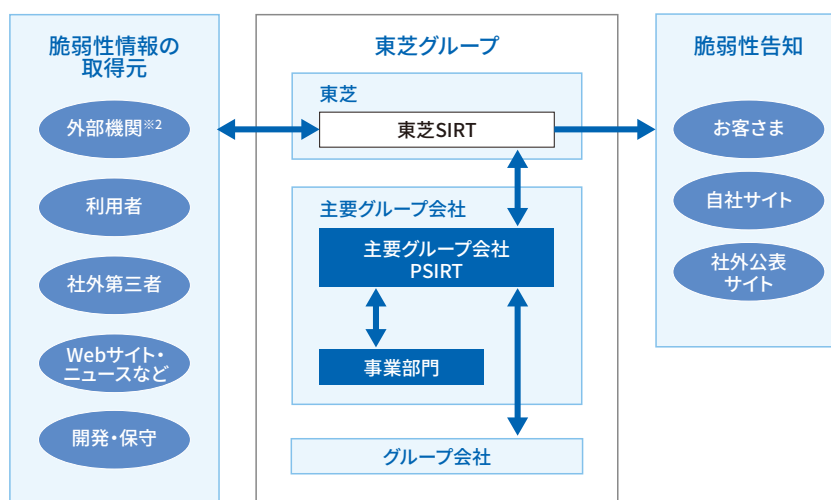 脆弱性情報の
取得元
外部機関※2
利用者
社外第三者
Webサイト・
ニュースなど
開発・保守
東芝グループ
東芝
東芝SIRT
主要グループ会社
主要グループ会社
PSIRT
事業部門
グループ会社
脆弱性告知
お客さま
自社サイト
社外公表
サイト